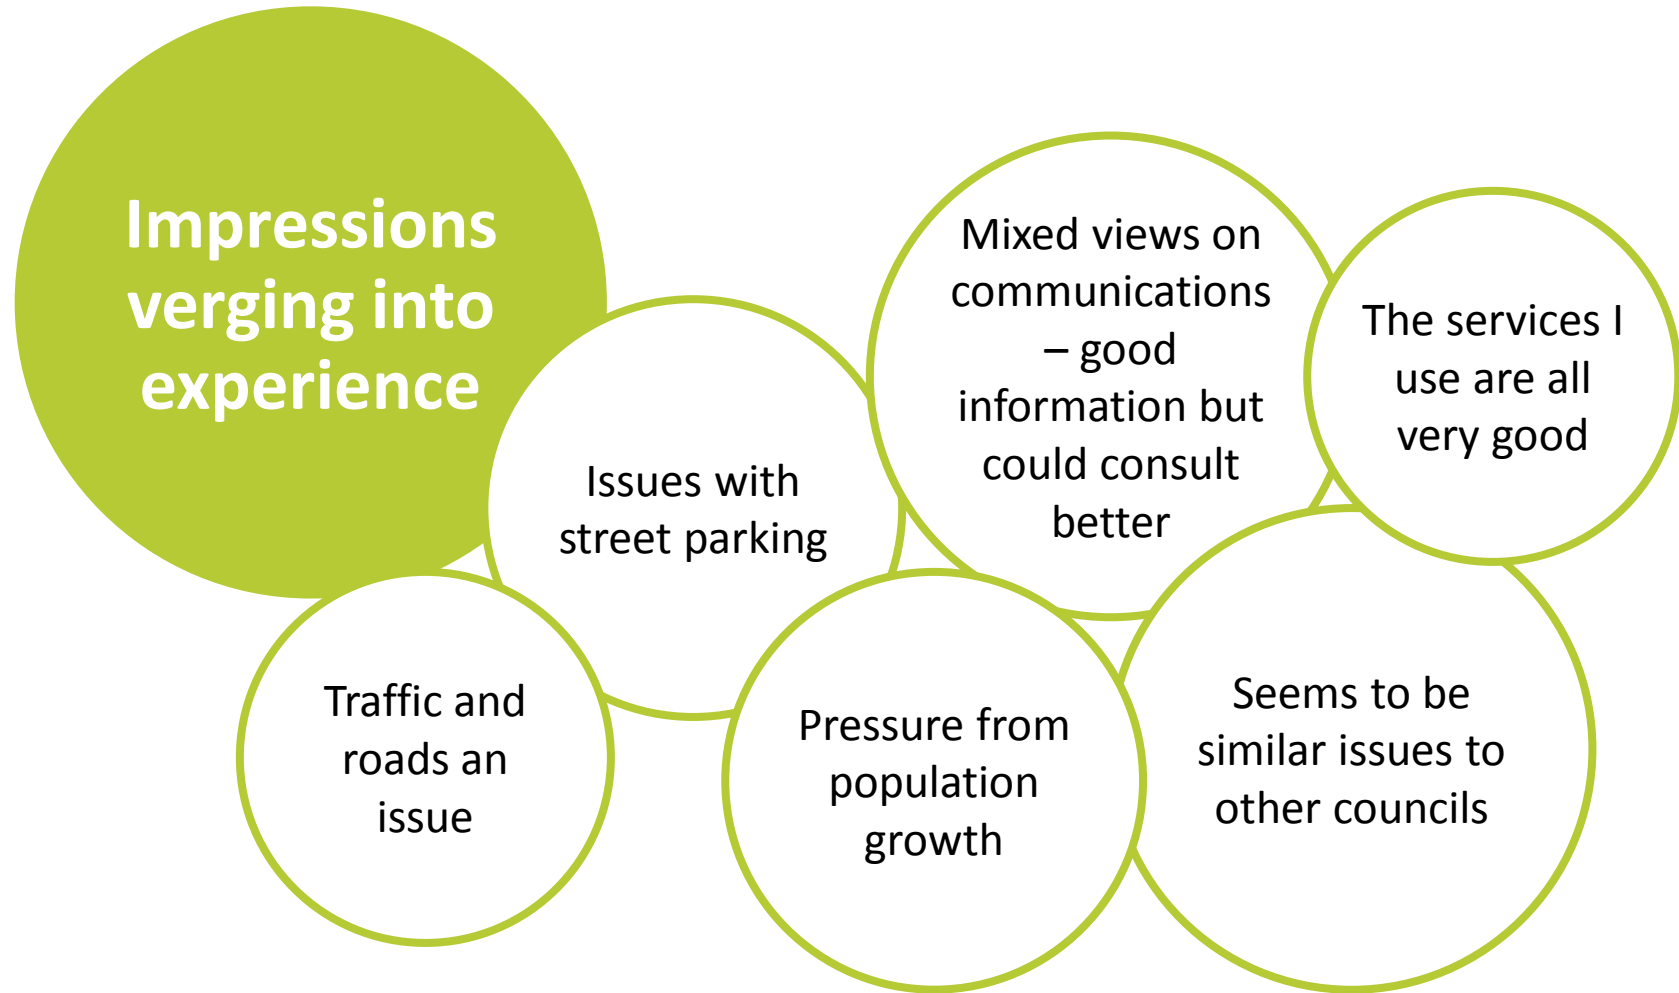 Impressions
verging into
experience
Issues with
street parking
Mixed views on
communications
– good
information but
could consult
better
The services I
use are all
very good
Traffic and
roads an
issue
Pressure from
population
growth
Seems to be
similar issues to
other councils